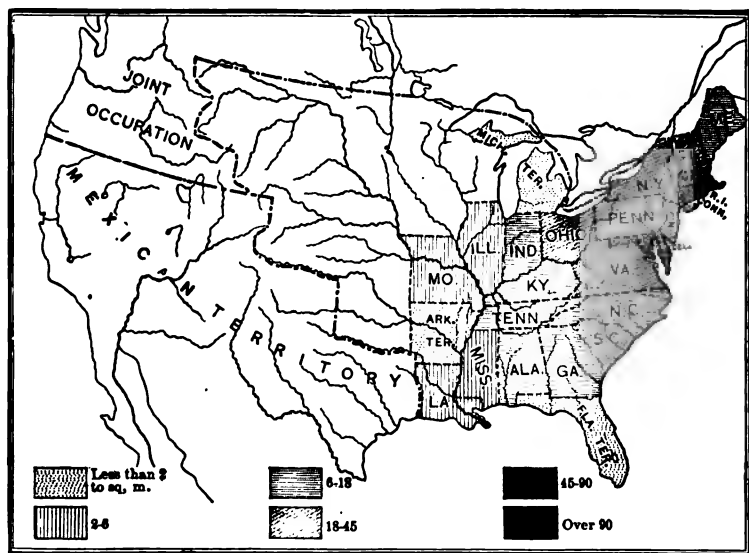 JOINT
OCCUPATION
MEXICAN TERRITORY
MICH.
TER.
ME
N.Y.
R.I.
CONN.
PENN
OHIO
IND
ILL
VA.
MO.
KY.
N.C.
TENN
ARK.
TER.
S.C.
MISS
ALA.
GA.
LA
FLA TER.
Less than 2
to sq. m.
6-18
45-90
2-6
18-45
Over 90